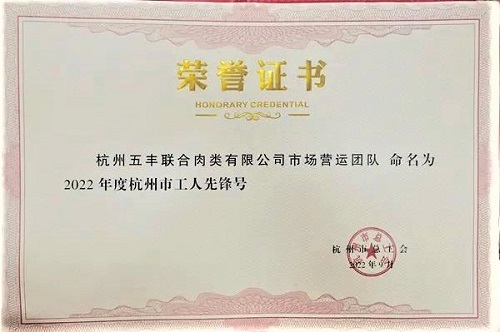 荣誉证书
HONORARY CREDENTIAL
杭州五丰联合肉类有限公司市场营运团队 命名为
2022年度杭州市工人先锋号
杭州市总工会
2022年9月